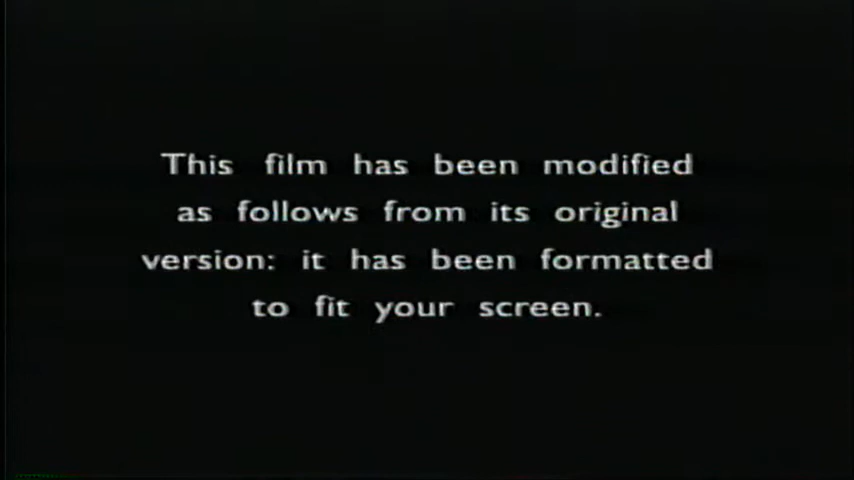 This film has been modified
as follows from its original
version: it has been formatted
to fit your screen.